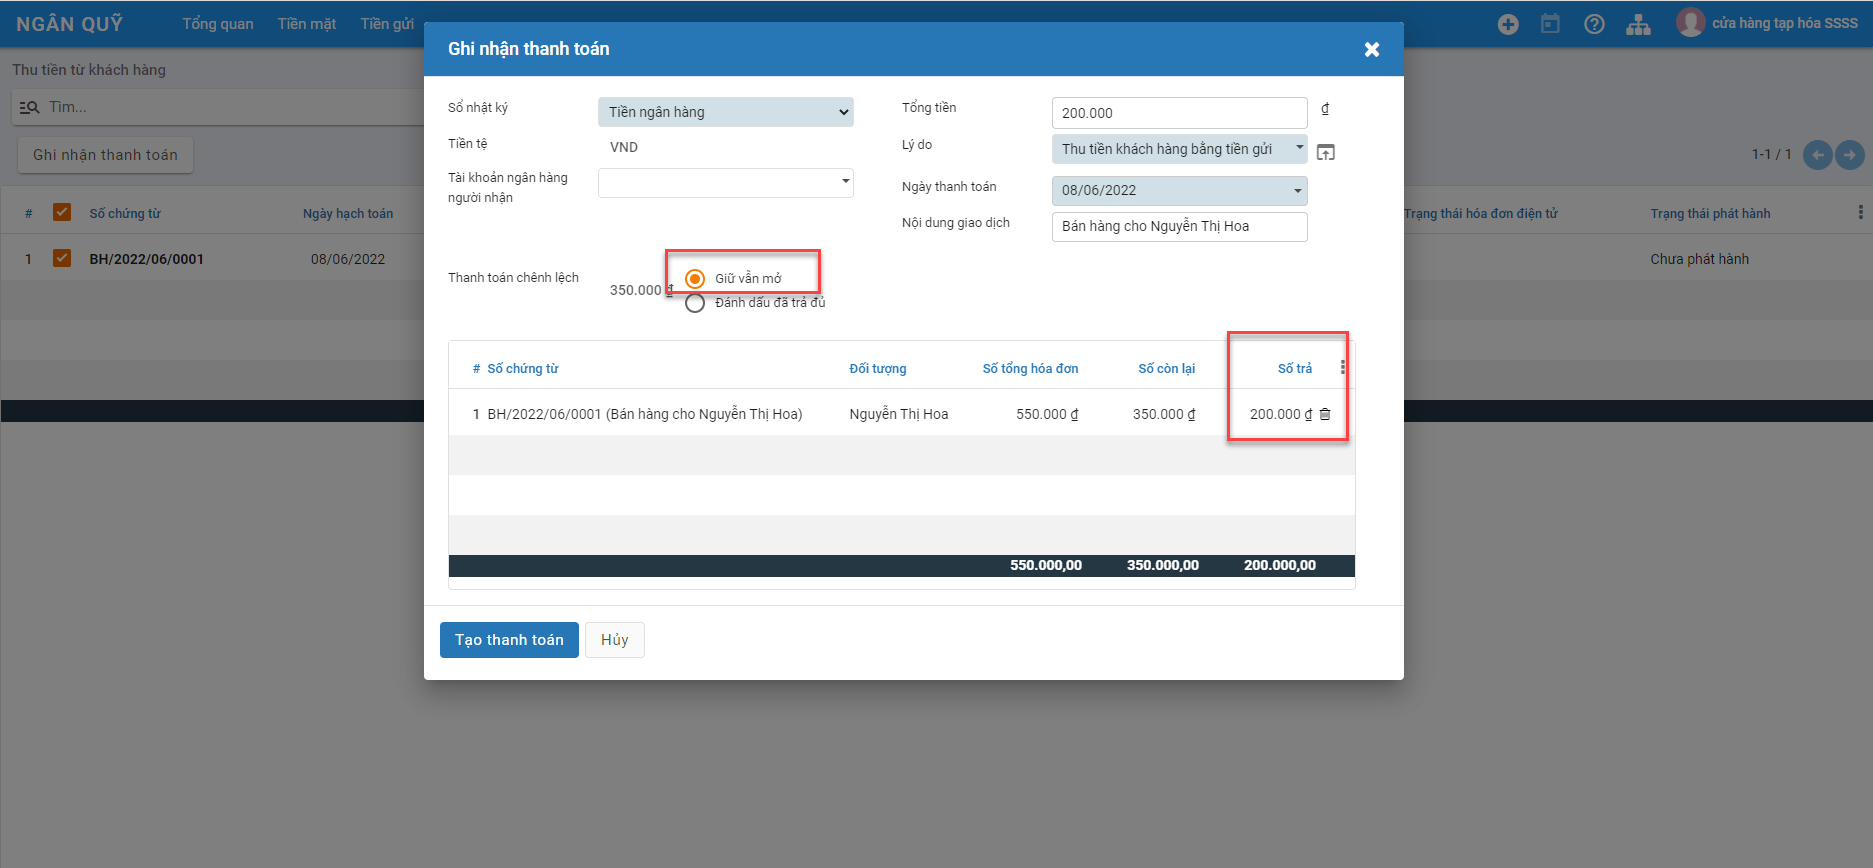 NGÂN QUỸ Tổng quan Tiền mặt Tiền gửi cửa hàng tạp hóa SSSS
Thu tiền từ khách hàng
Tìm...
Ghi nhận thanh toán
1-1 / 1
# Số chứng từ Ngày hạch toán Trạng thái hóa đơn điện tử Trạng thái phát hành
1 BH/2022/06/0001 08/06/2022 Chưa phát hành
Ghi nhận thanh toán
Sổ nhật ký Tiền ngân hàng Tổng tiền 200.000 ₫
Tiền tệ VND Lý do Thu tiền khách hàng bằng tiền gửi
Tài khoản ngân hàng
người nhận
Ngày thanh toán 08/06/2022
Nội dung giao dịch Bán hàng cho Nguyễn Thị Hoa
Thanh toán chênh lệch 350.000 ₫ Giữ vẫn mở
Đánh dấu đã trả đủ
# Số chứng từ Đối tượng Số tổng hóa đơn Số còn lại Số trả
1 BH/2022/06/0001 (Bán hàng cho Nguyễn Thị Hoa) Nguyễn Thị Hoa 550.000 ₫ 350.000 ₫ 200.000 ₫
550.000,00 350.000,00 200.000,00
Tạo thanh toán Hủy